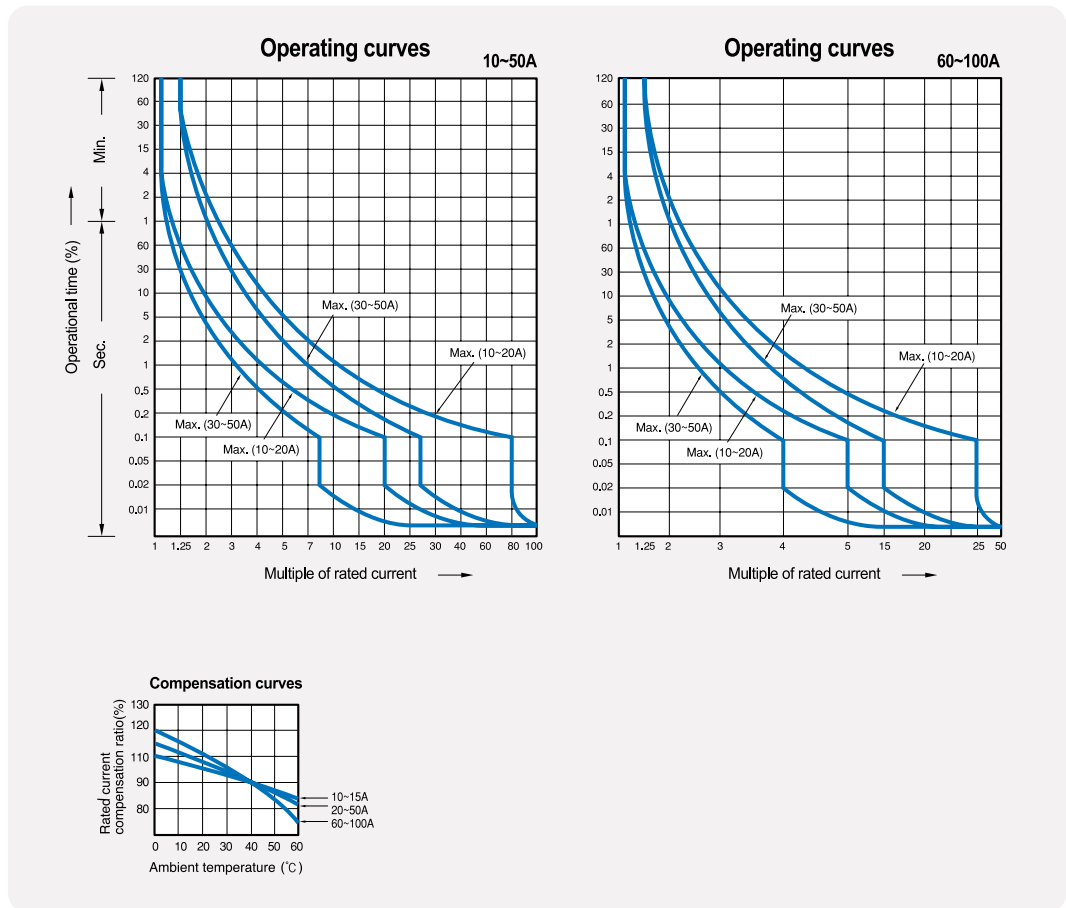 Operating curves
10~50A
120
60
30
15
4
2
1
60
30
10
5
2
1
0.5
0.2
0.1
0.05
0.02
0.01
Min.
Sec.
Operational time (%)
Max. (30~50A)
Max. (10~20A)
Max. (30~50A)
Max. (10~20A)
1 1.25 2 3 4 5 7 10 15 20 25 30 40 60 80 100
Multiple of rated current
Operating curves
60~100A
120
60
30
15
4
2
1
60
30
10
5
2
1
0.5
0.2
0.1
0.05
0.02
0.01
Max. (30~50A)
Max. (10~20A)
Max. (30~50A)
Max. (10~20A)
1 1.25 2 3 4 5 15 20 25 50
Multiple of rated current
Compensation curves
Rated current
compensation ratio(%)
130
120
110
90
80
10~15A
20~50A
60~100A
0 10 20 30 40 50 60
Ambient temperature (℃)